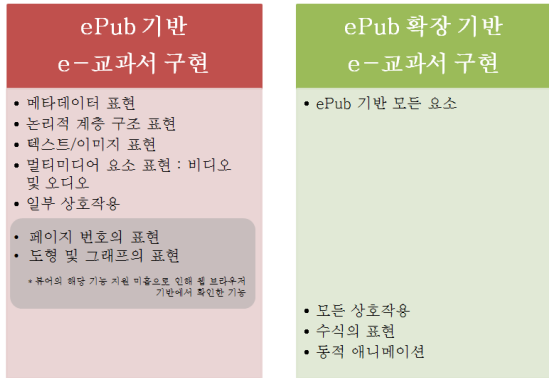 ePub 기반
e-교과서 구현
• 메타데이터 표현
• 논리적 계층 구조 표현
• 텍스트/이미지 표현
• 멀티미디어 요소 표현 : 비디오
및 오디오
• 일부 상호작용
• 페이지 번호의 표현
• 도형 및 그래프의 표현
* 뷰어의 해당 기능 지원 미흡으로 인해 웹 브라우저
기반에서 확인한 기능
ePub 확장 기반
e-교과서 구현
• ePub 기반 모든 요소
• 모든 상호작용
• 수식의 표현
• 동적 애니메이션